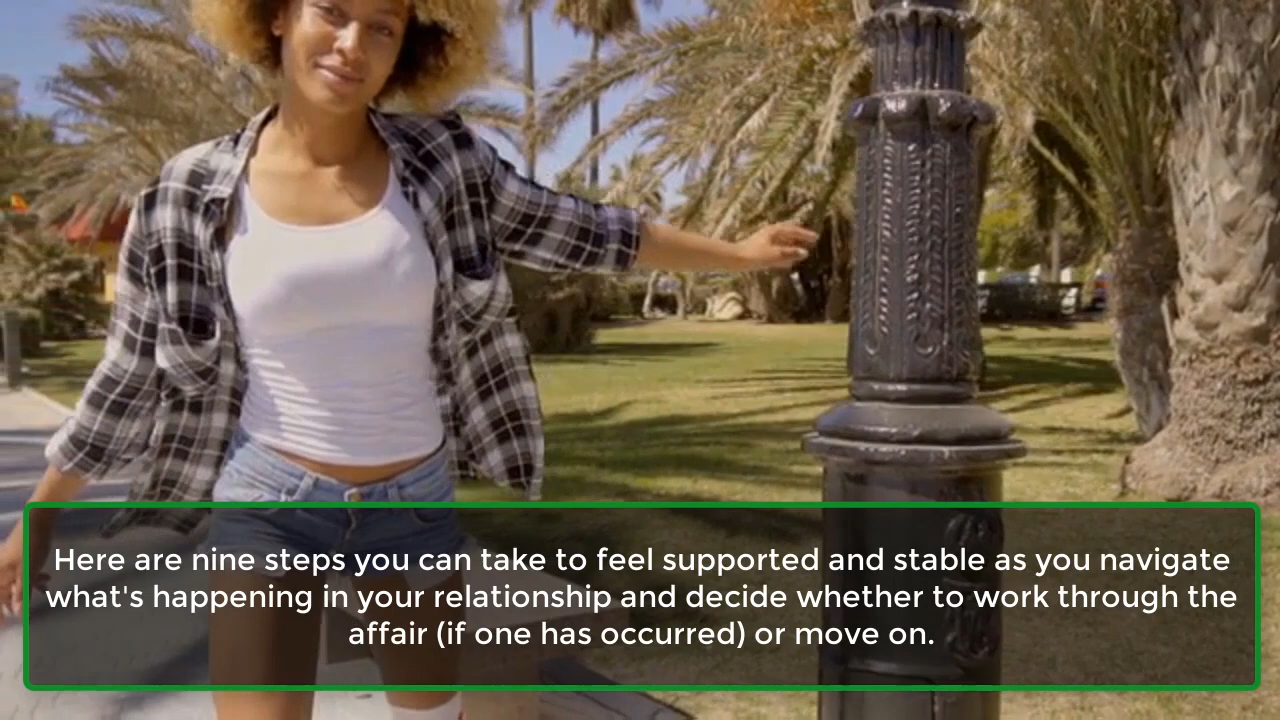 Here are nine steps you can take to feel supported and stable as you navigate
what's happening in your relationship and decide whether to work through the
affair (if one has occurred) or move on.